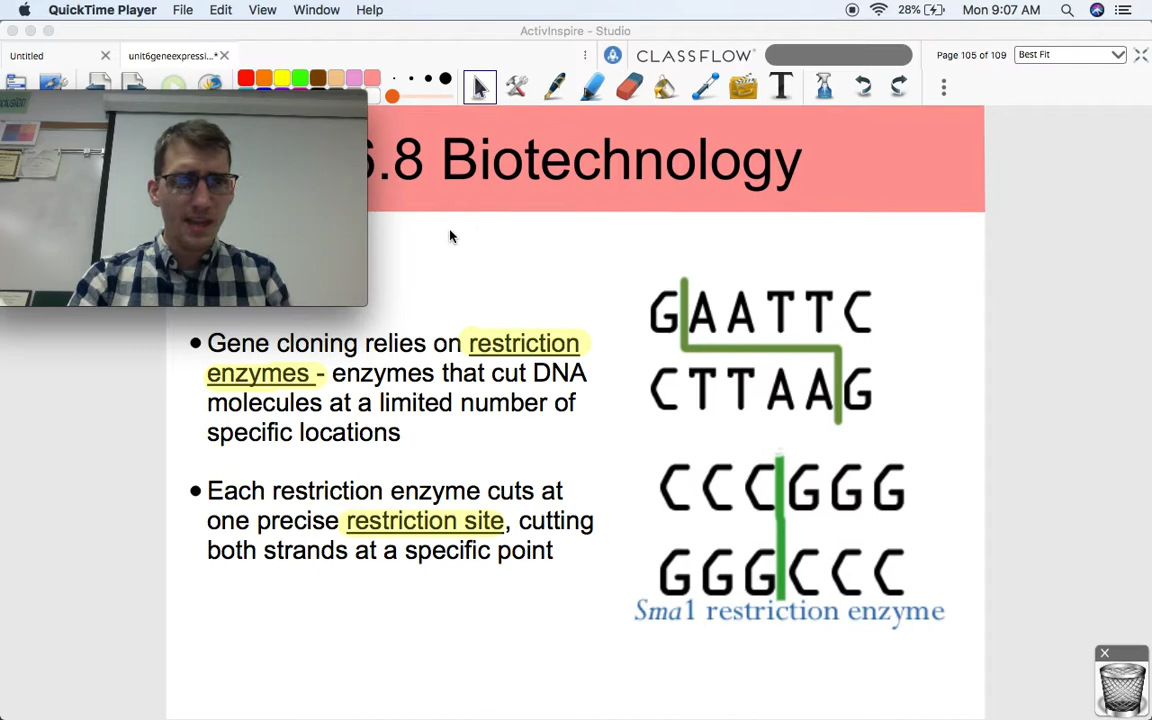 QuickTime Player File Edit View Window Help 28% Mon 9:07 AM
ActivInspire - Studio
Untitled unit6geneexpressi...* CLASSFLOW Page 105 of 109 Best Fit
6.8 Biotechnology
GAATTC
CTTAAG
• Gene cloning relies on restriction
enzymes - enzymes that cut DNA
molecules at a limited number of
specific locations
CCCGGG
• Each restriction enzyme cuts at
one precise restriction site, cutting
both strands at a specific point
GGGCCC
Sma1 restriction enzyme